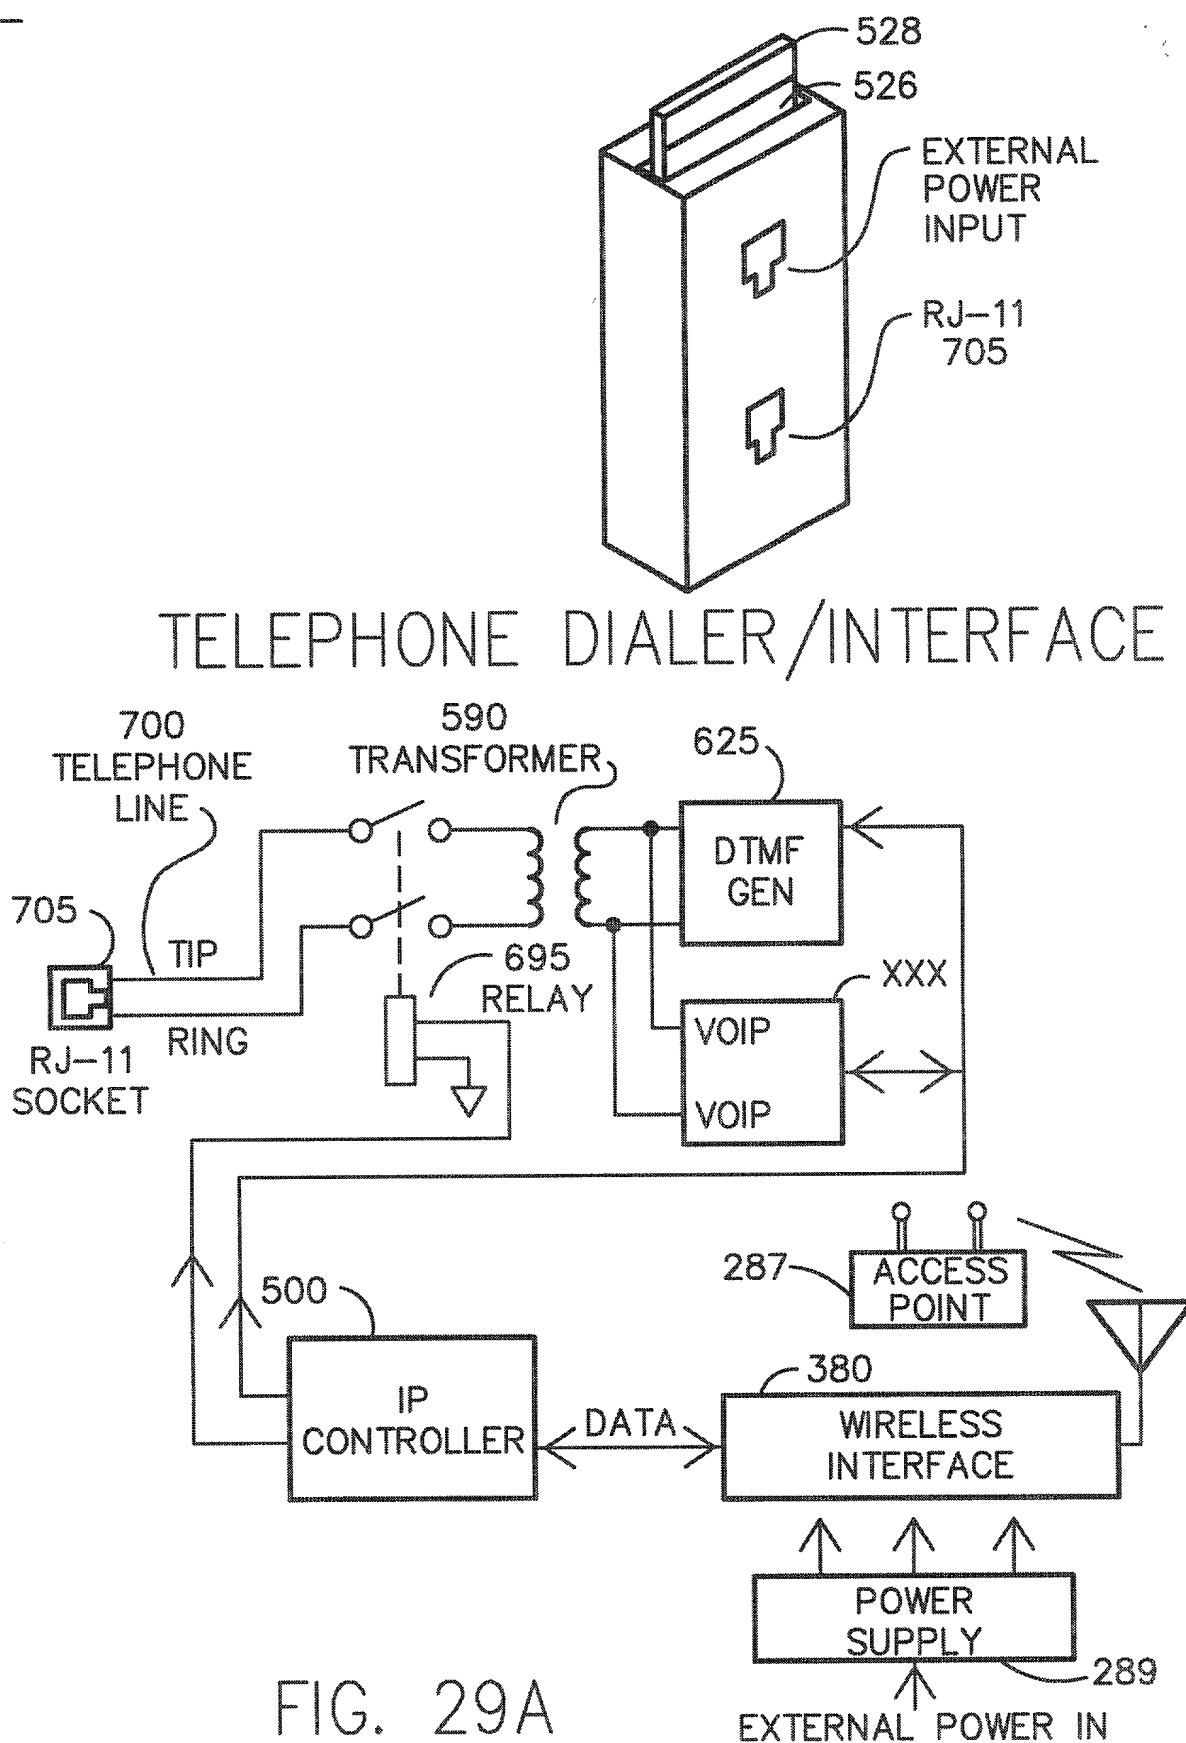 528
526
EXTERNAL
POWER
INPUT
RJ-11
705
TELEPHONE DIALER/INTERFACE
700
TELEPHONE
LINE
590
TRANSFORMER
625
DTMF
GEN
705
TIP
RING
RJ-11
SOCKET
695
RELAY
XXX
VOIP
VOIP
287
ACCESS
POINT
500
IP
CONTROLLER
DATA
380
WIRELESS
INTERFACE
POWER
SUPPLY
289
EXTERNAL POWER IN
FIG. 29A